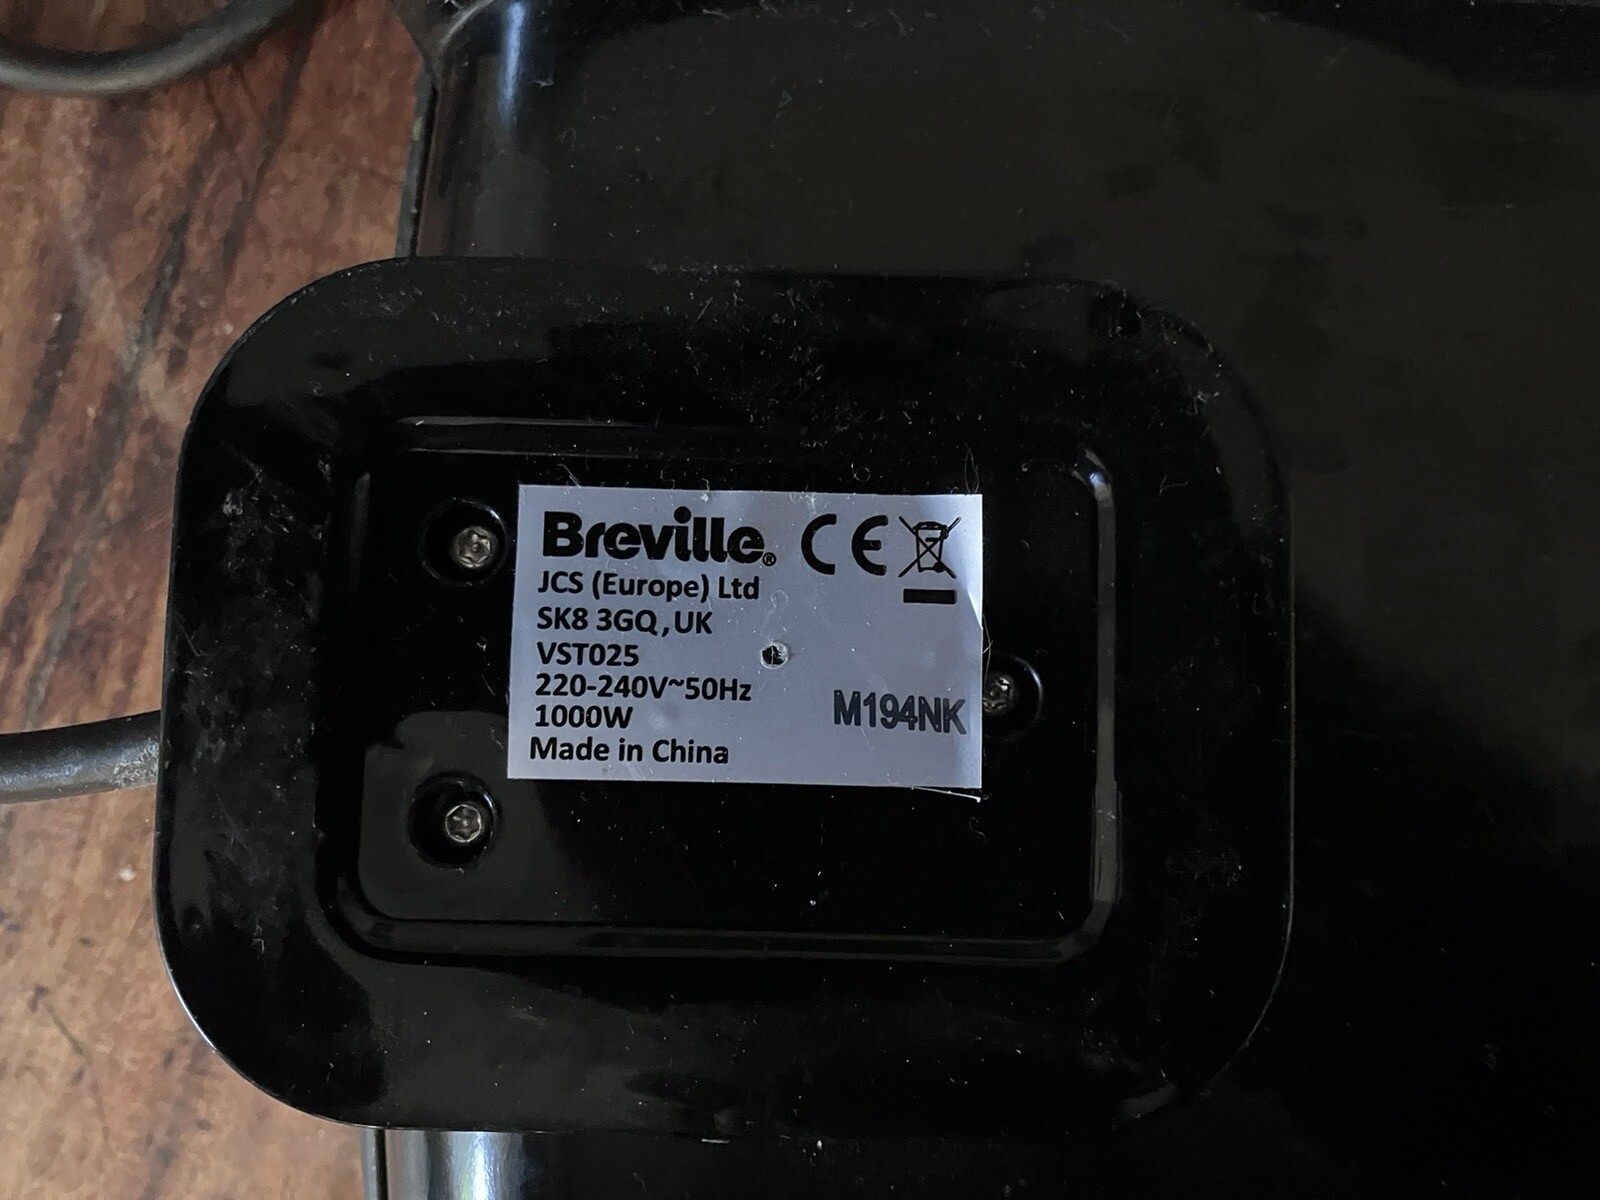 Breville®
CE
JCS (Europe) Ltd
SK8 3GQ, UK
VST025
220-240V~50Hz
1000W
M194NK
Made in China